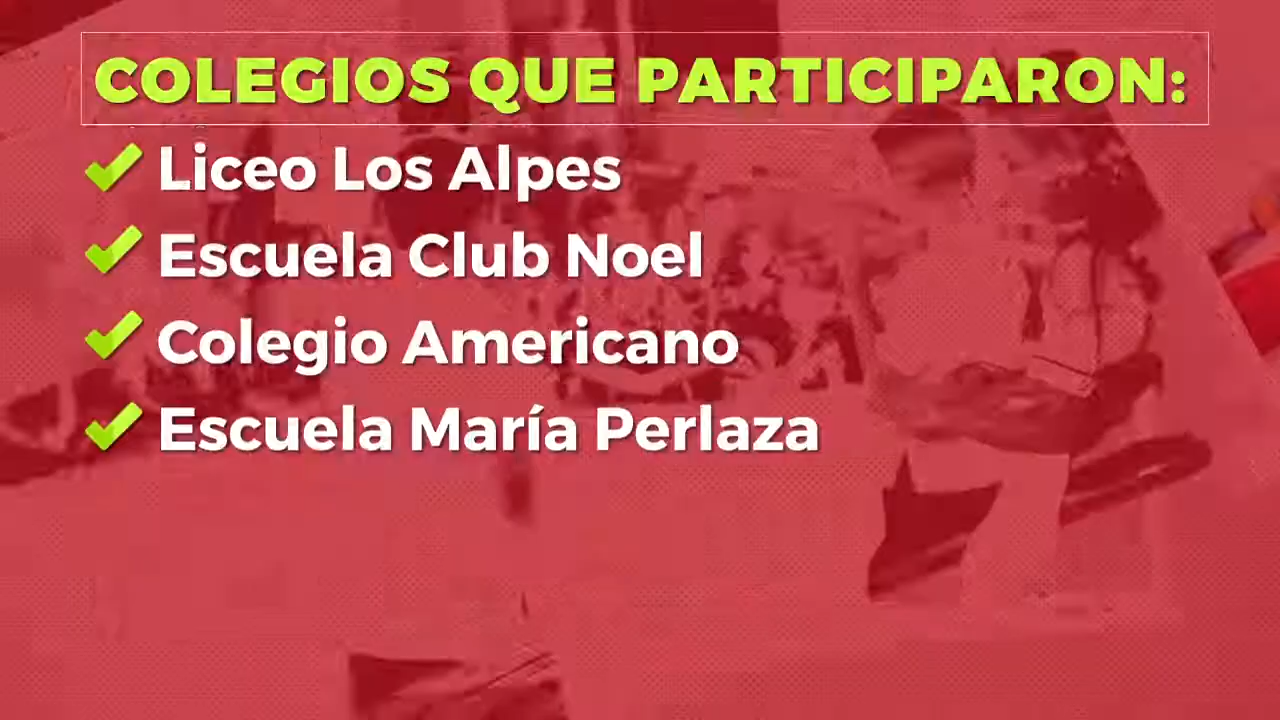 COLEGIOS QUE PARTICIPARON:
Liceo Los Alpes
Escuela Club Noel
Colegio Americano
Escuela María Perlaza